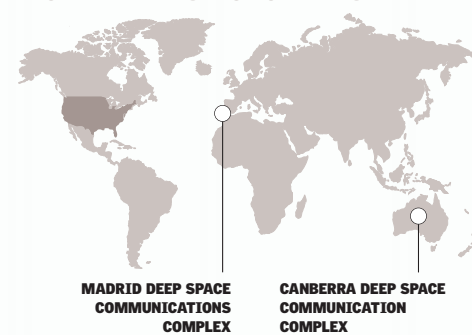 MADRID DEEP SPACE
COMMUNICATIONS
COMPLEX
CANBERRA DEEP SPACE
COMMUNICATION
COMPLEX